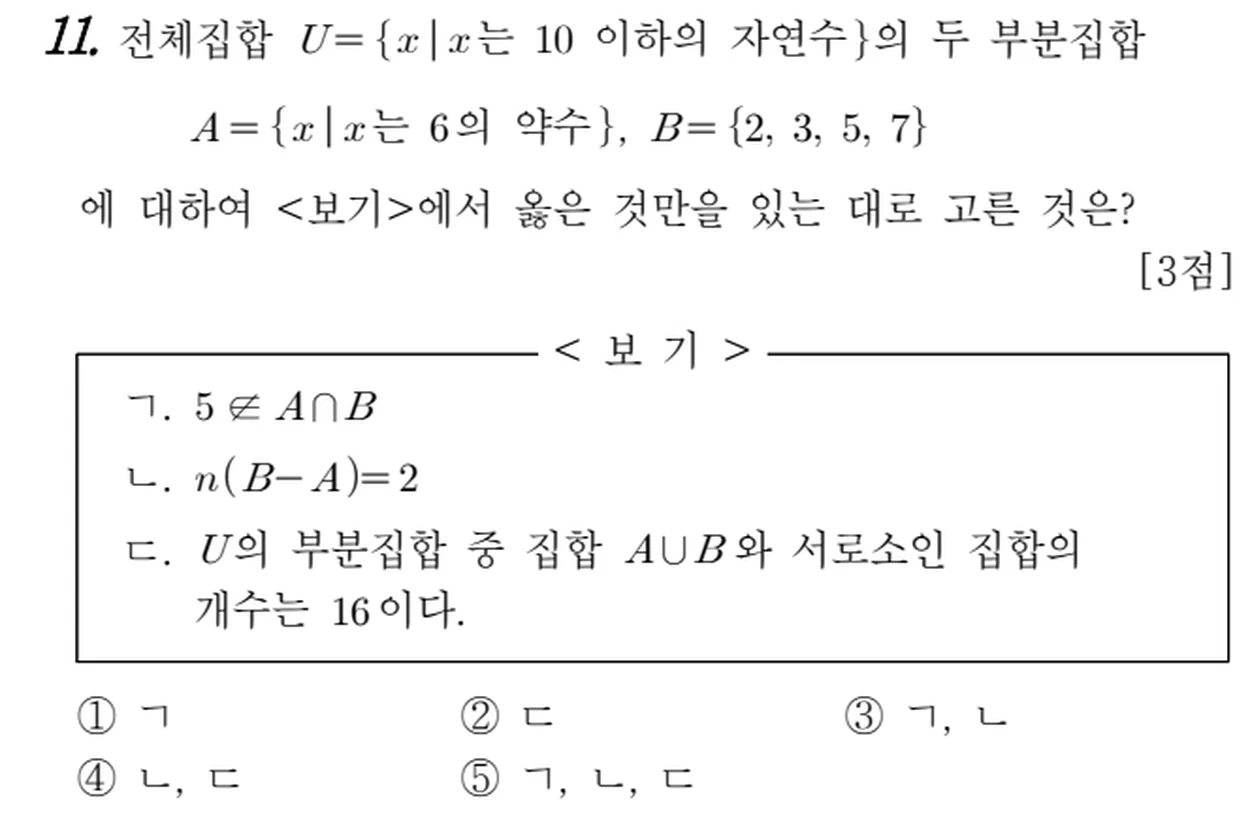 11. 전체집합 U={x|x는 10 이하의 자연수}의 두 부분집합
A={x|x는 6의 약수}, B={2, 3, 5, 7}
에 대하여 <보기>에서 옳은 것만을 있는 대로 고른 것은?
[3점]
< 보 기 >
ㄱ. 5∉A∩B
ㄴ. n(B-A)=2
ㄷ. U의 부분집합 중 집합 A∪B와 서로소인 집합의
개수는 16이다.
① ㄱ ② ㄷ ③ ㄱ, ㄴ
④ ㄴ, ㄷ ⑤ ㄱ, ㄴ, ㄷ